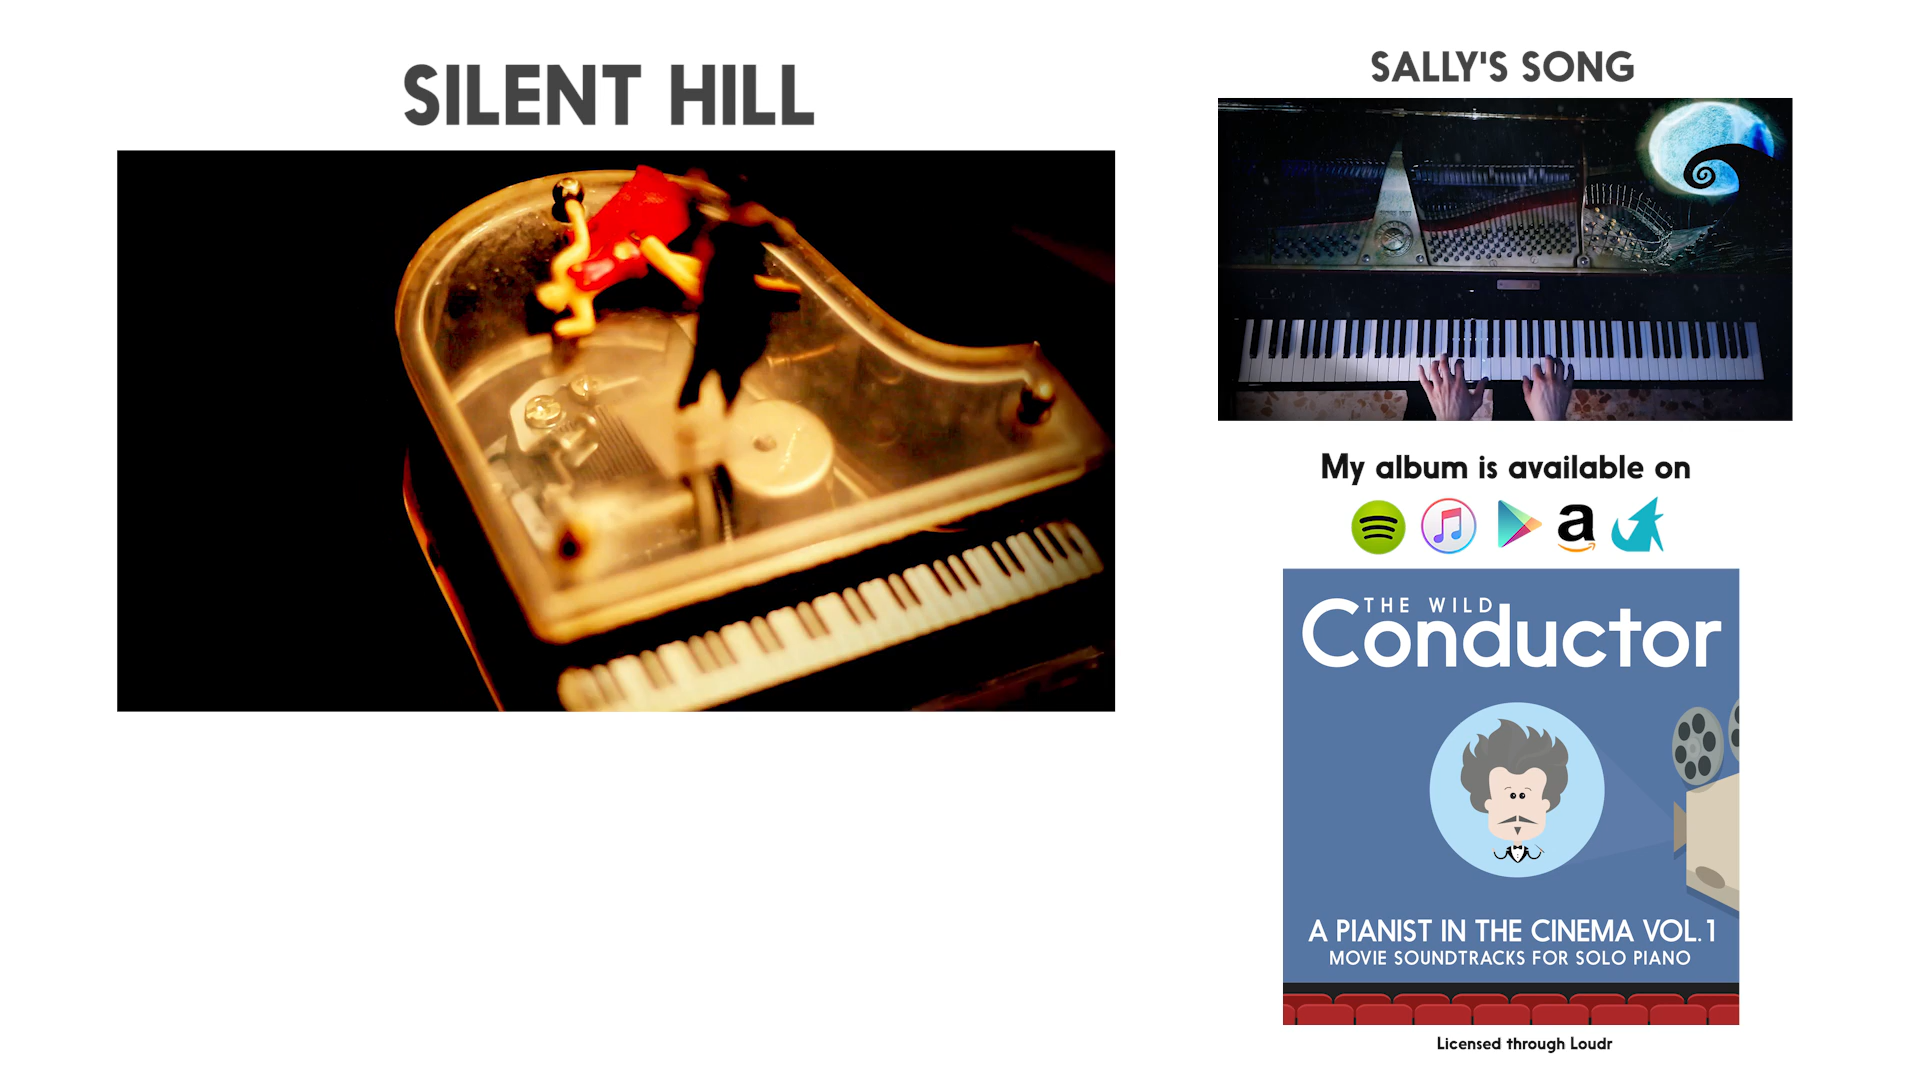 SILENT HILL
SALLY'S SONG
My album is available on
a
THE WILD
Conductor
A PIANIST IN THE CINEMA VOL.1
MOVIE SOUNDTRACKS FOR SOLO PIANO
Licensed through Loudr